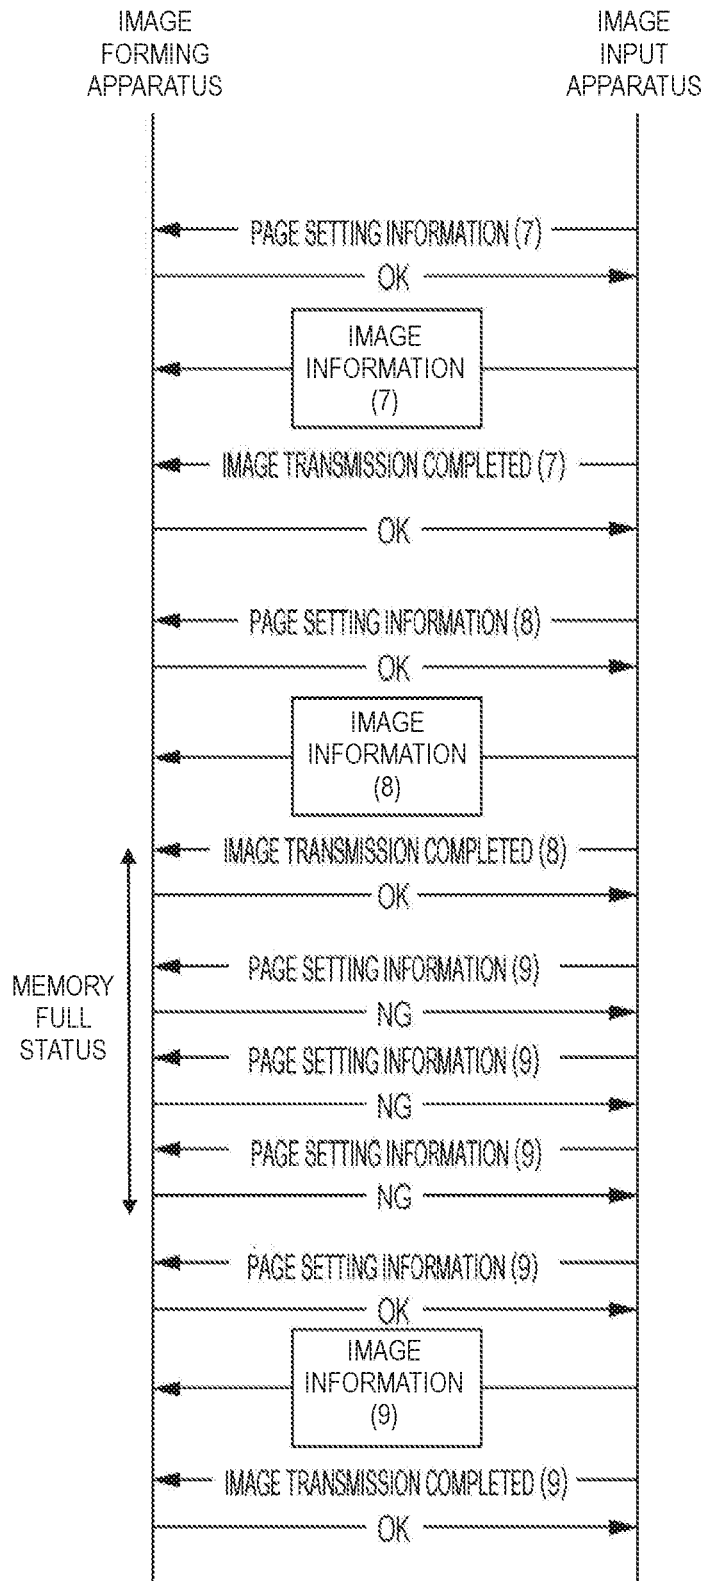 IMAGE
FORMING
APPARATUS
IMAGE
INPUT
APPARATUS
PAGE SETTING INFORMATION (7)
OK
IMAGE
INFORMATION
(7)
IMAGE TRANSMISSION COMPLETED (7)
OK
PAGE SETTING INFORMATION (8)
OK
IMAGE
INFORMATION
(8)
IMAGE TRANSMISSION COMPLETED (8)
OK
MEMORY
FULL
STATUS
PAGE SETTING INFORMATION (9)
NG
PAGE SETTING INFORMATION (9)
NG
PAGE SETTING INFORMATION (9)
NG
PAGE SETTING INFORMATION (9)
OK
IMAGE
INFORMATION
(9)
IMAGE TRANSMISSION COMPLETED (9)
OK